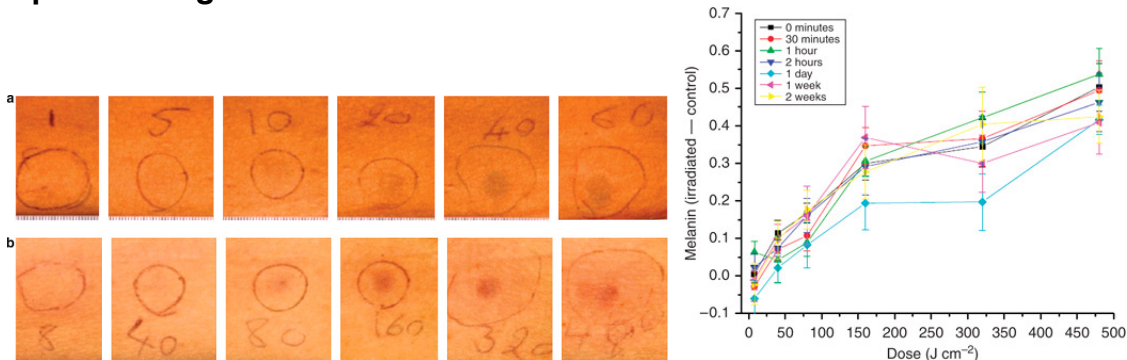 a
1 5 10 20 40 60
b
8 40 80 160 320
Melanin (irradiated — control)
0.7
0.6
0.5
0.4
0.3
0.2
0.1
0.0
−0.1
0 minutes
30 minutes
1 hour
2 hours
1 day
1 week
2 weeks
0 50 100 150 200 250 300 350 400 450 500
Dose (J cm⁻²)